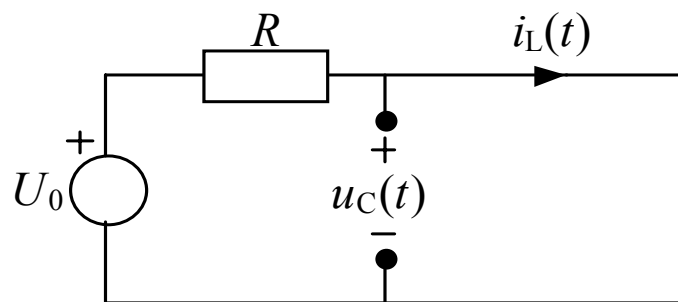 R
i_L(t)
+
U_0
+
u_C(t)
−